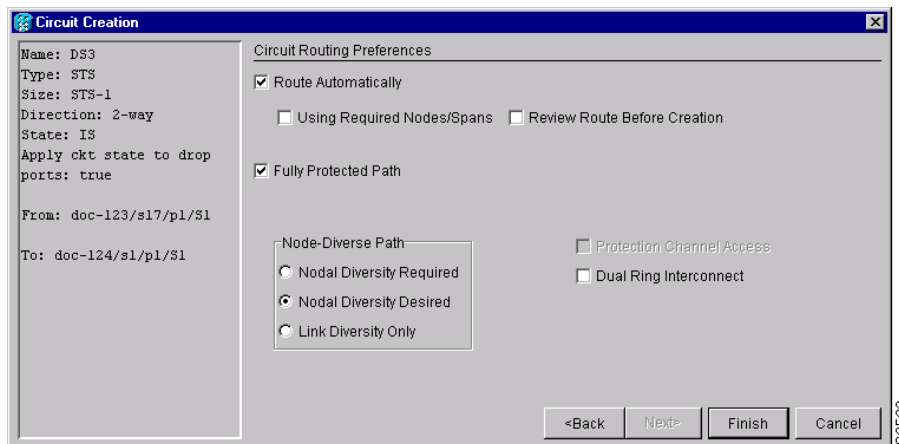 Circuit Creation
Name: DS3
Type: STS
Size: STS-1
Direction: 2-way
State: IS
Apply ckt state to drop
ports: true
From: doc-123/s17/p1/S1
To: doc-124/s1/p1/S1
Circuit Routing Preferences
Route Automatically
Using Required Nodes/Spans
Review Route Before Creation
Fully Protected Path
Node-Diverse Path
Nodal Diversity Required
Nodal Diversity Desired
Link Diversity Only
Protection Channel Access
Dual Ring Interconnect
<Back
Next>
Finish
Cancel